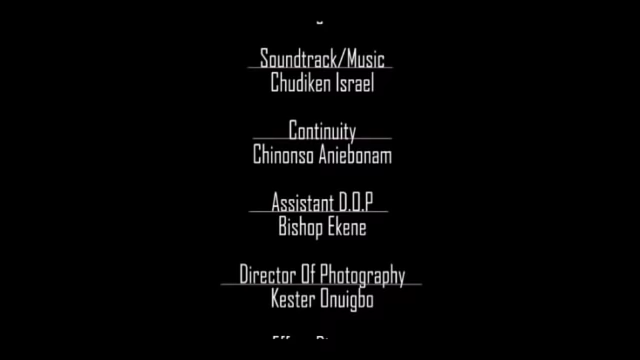 Soundtrack/Music
Chudiken Israel
Continuity
Chinonso Aniebonam
Assistant D.O.P
Bishop Ekene
Director Of Photography
Kester Onuigbo